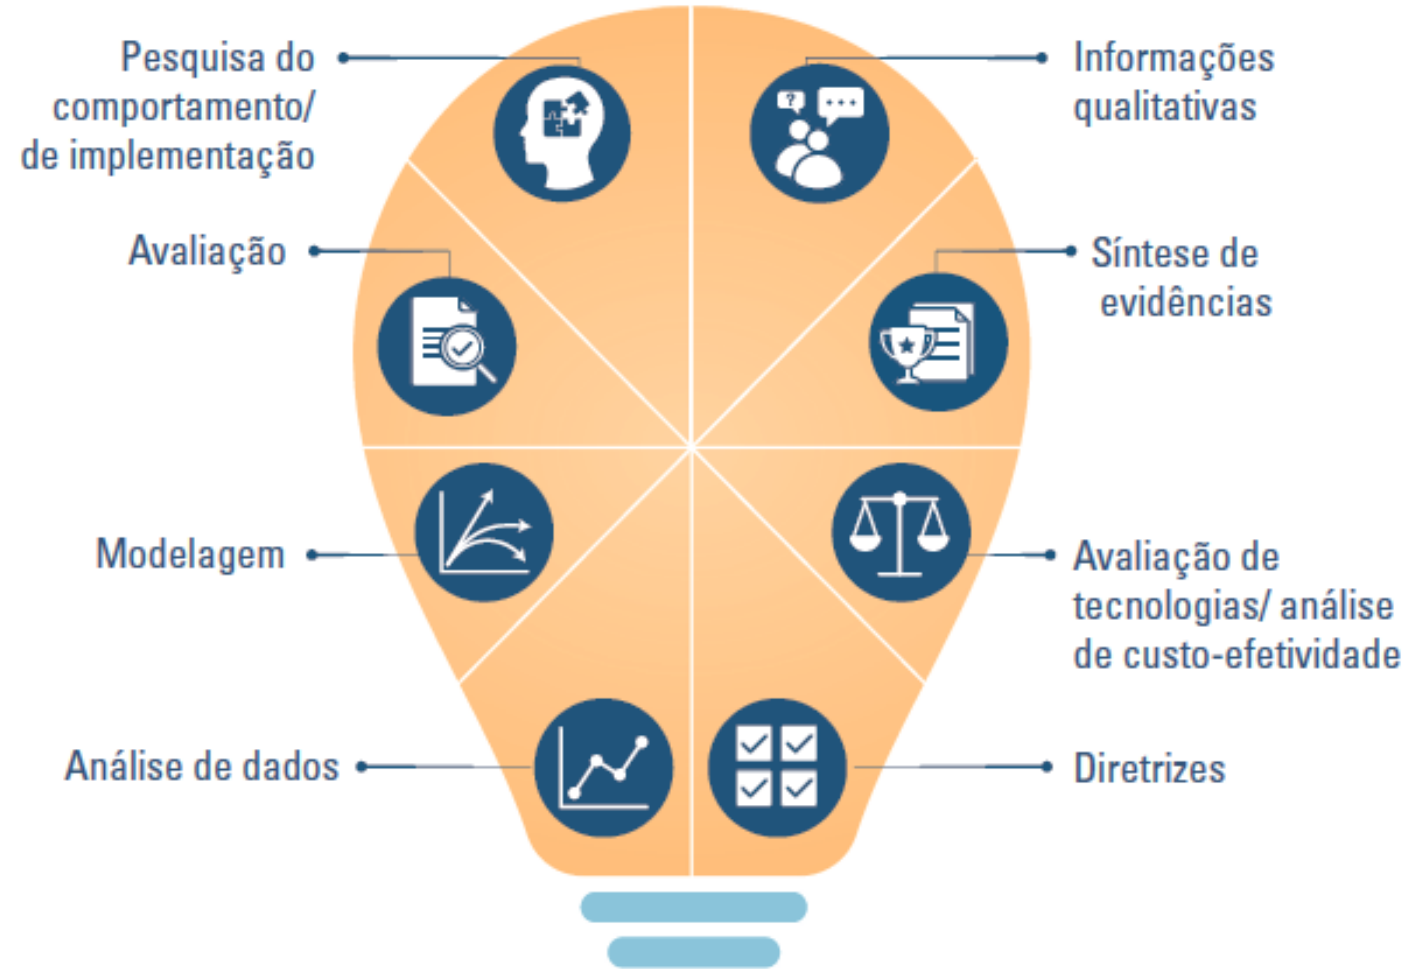 Pesquisa do
comportamento/
de implementação
Avaliação
Modelagem
Análise de dados
Informações
qualitativas
?
Síntese de
evidências
Avaliação de
tecnologias/ análise
de custo-efetividade
Diretrizes